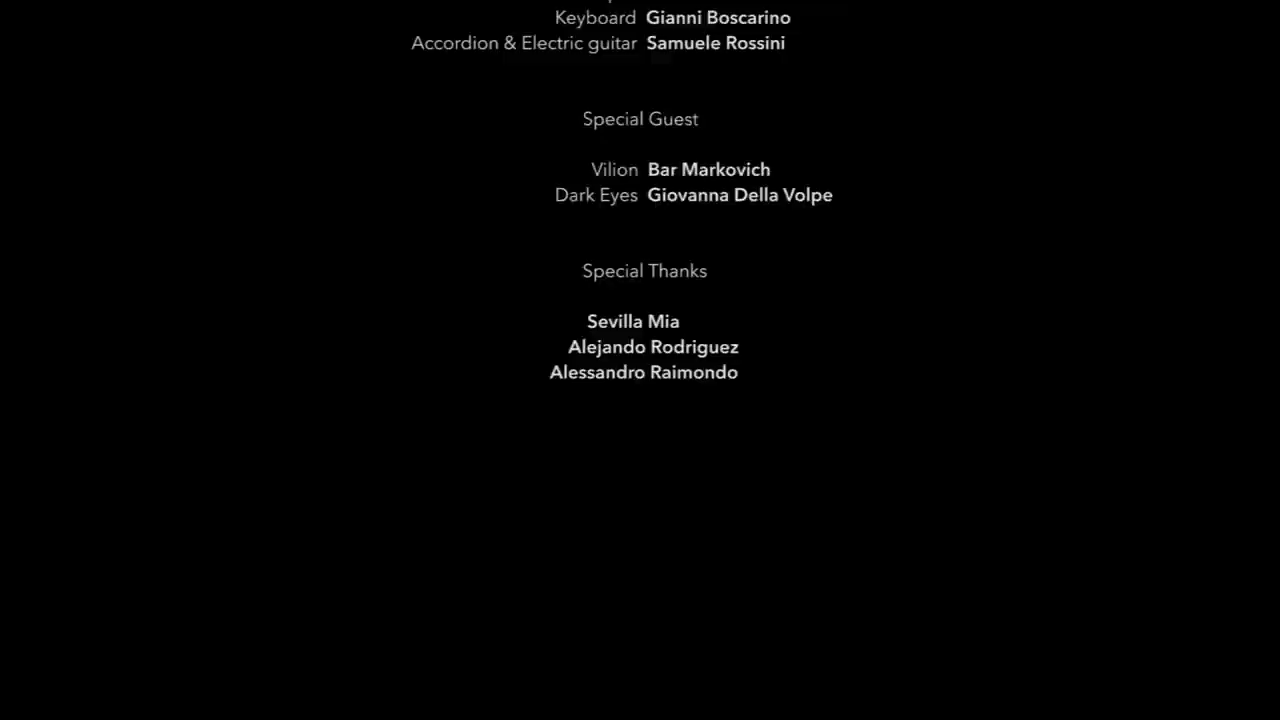 Keyboard Gianni Boscarino
Accordion & Electric guitar Samuele Rossini
Special Guest
Vilion Bar Markovich
Dark Eyes Giovanna Della Volpe
Special Thanks
Sevilla Mia
Alejando Rodriguez
Alessandro Raimondo